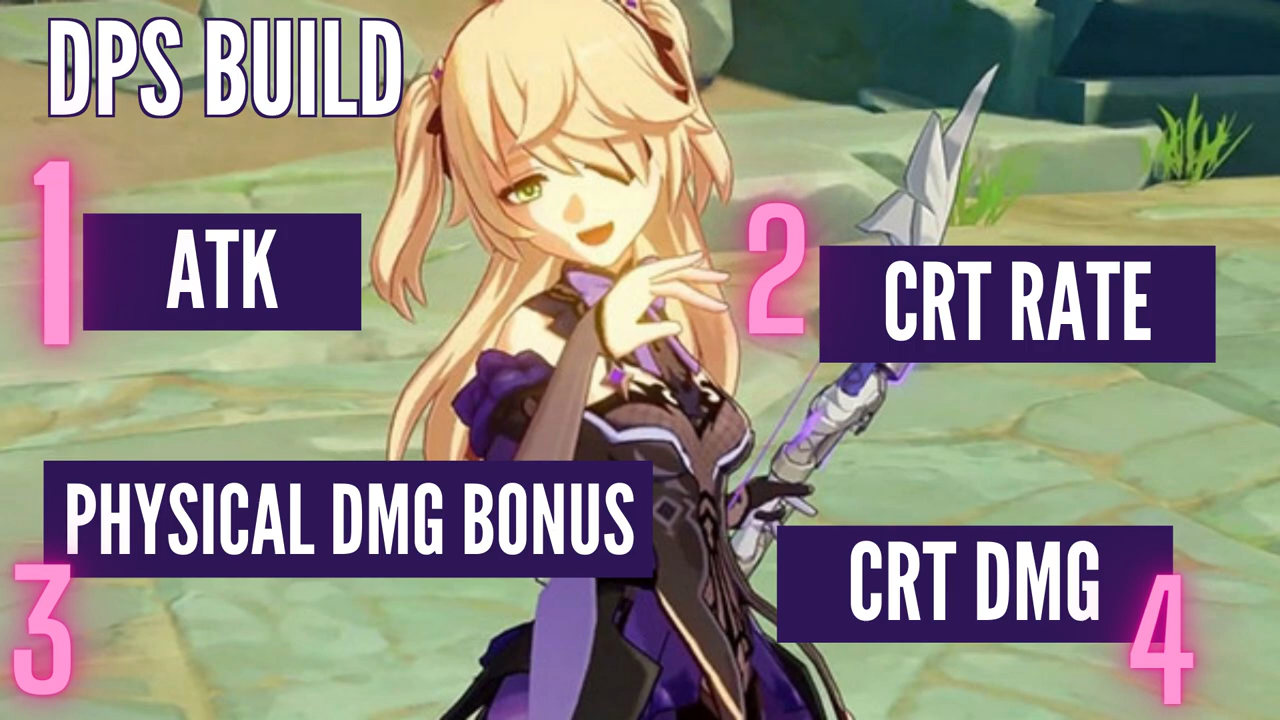 DPS BUILD
1
ATK
2
CRT RATE
PHYSICAL DMG BONUS
3
CRT DMG
4